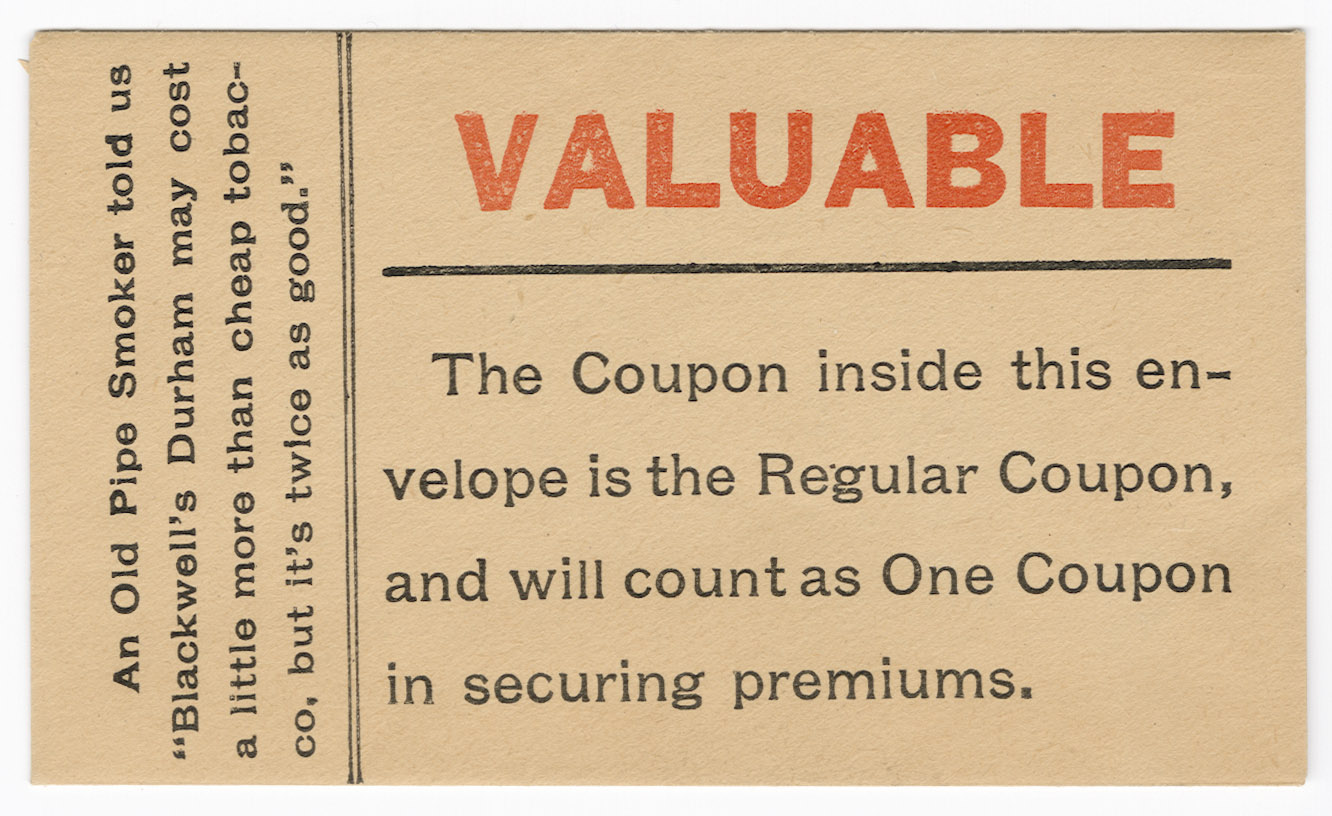 An Old Pipe Smoker told us
"Blackwell's Durham may cost
a little more than cheap tobac-
co, but it's twice as good."
VALUABLE
The Coupon inside this en-
velope is the Regular Coupon,
and will count as One Coupon
in securing premiums.